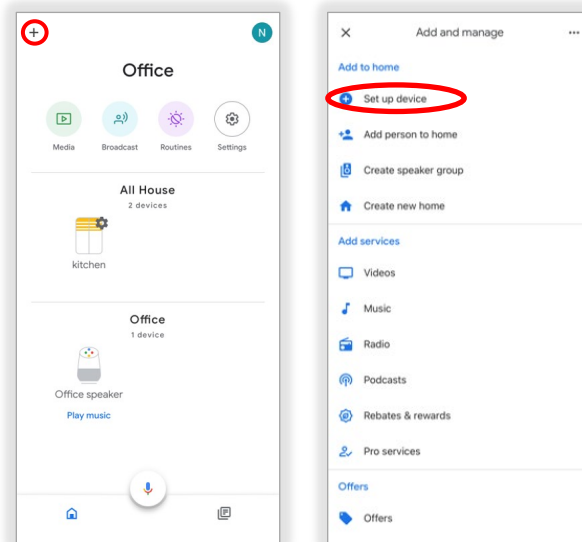 N
Office
Media Broadcast Routines Settings
All House
2 devices
kitchen
Office
1 device
Office speaker
Play music
Add and manage
Add to home
Set up device
Add person to home
Create speaker group
Create new home
Add services
Videos
Music
Radio
Podcasts
Rebates & rewards
Pro services
Offers
Offers